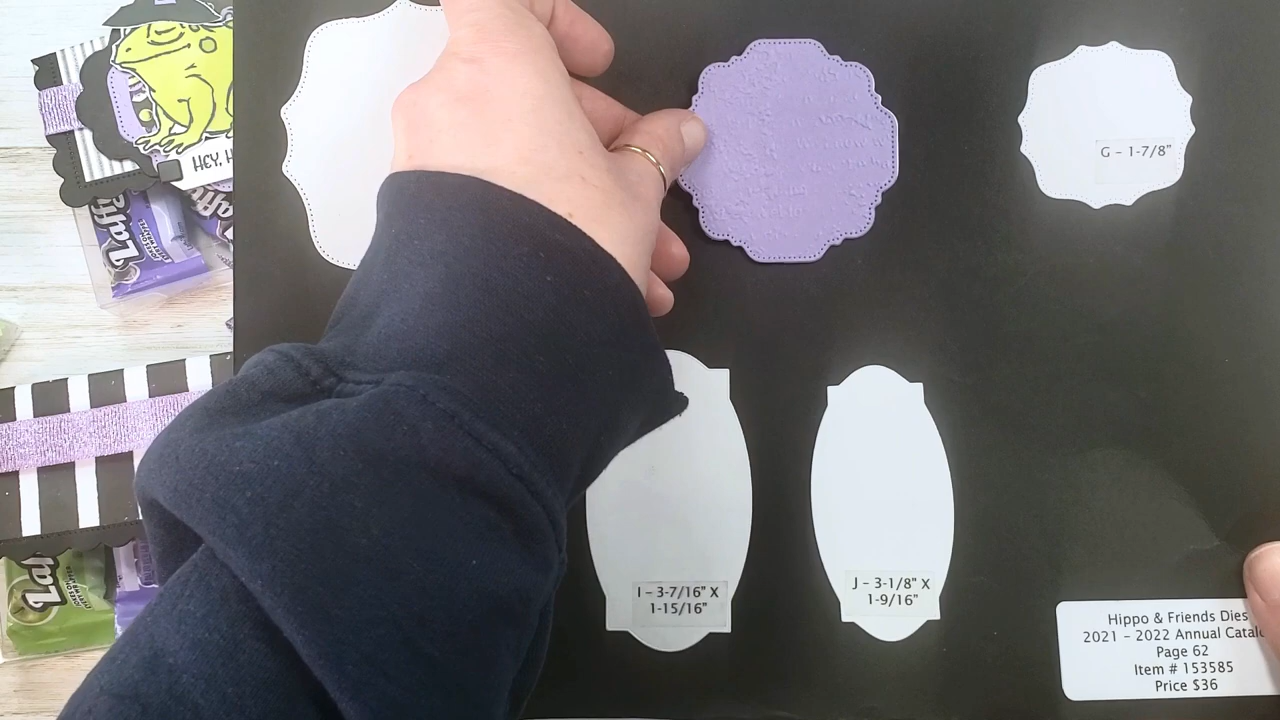 HEY, H
Laffy
G – 1-7/8"
I – 3-7/16" X
1-15/16"
J – 3-1/8" X
1-9/16"
Hippo & Friends Dies
2021 – 2022 Annual Catalo
Page 62
Item # 153585
Price $36
Laf